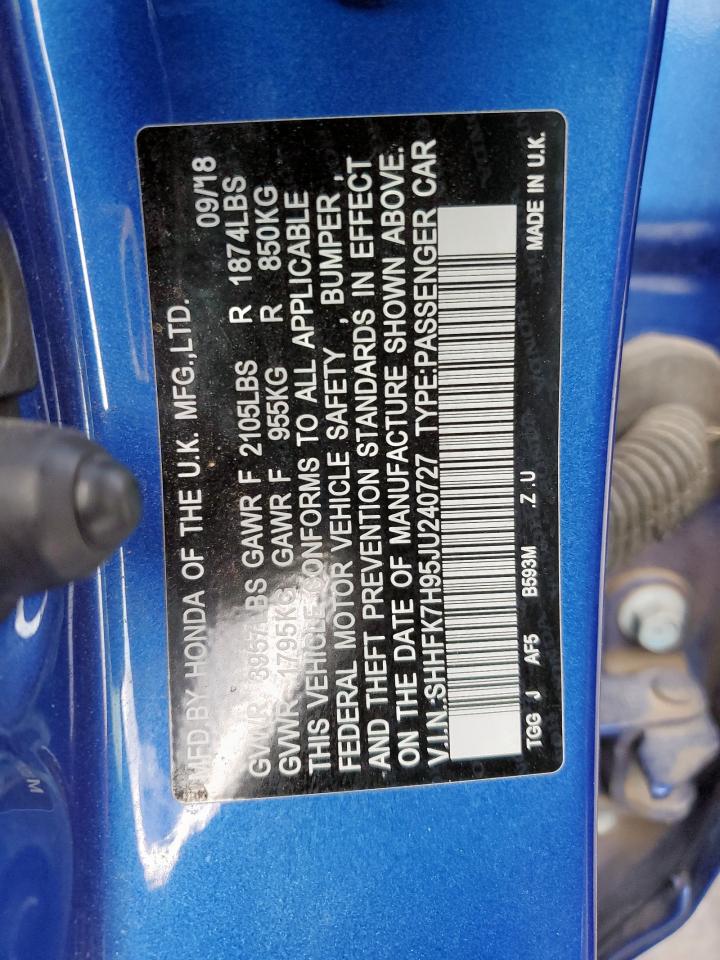 MFD.BY HONDA OF THE U.K. MFG.,LTD. 09/'18
GVWR 3957LBS GAWR F 2105LBS R 1874LBS
GVWR 1795KG GAWR F 955KG R 850KG
THIS VEHICLE CONFORMS TO ALL APPLICABLE
FEDERAL MOTOR VEHICLE SAFETY , BUMPER ,
AND THEFT PREVENTION STANDARDS IN EFFECT
ON THE DATE OF MANUFACTURE SHOWN ABOVE.
V.I.N.:SHHFK7H95JU240727 TYPE:PASSENGER CAR
TGG J AF5 B593M .Z .U MADE IN U.K.